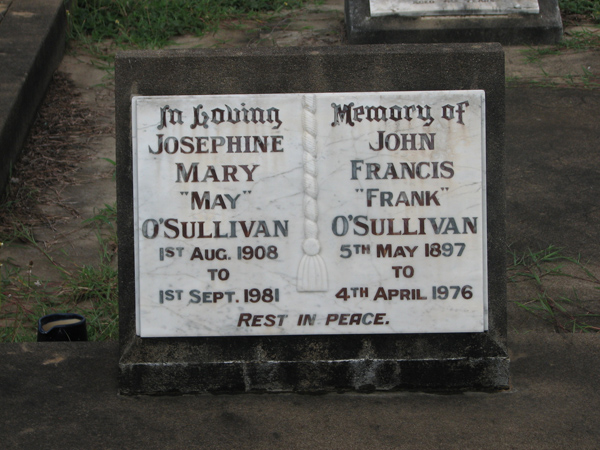 In Loving Memory of
JOSEPHINE
MARY
"MAY"
O'SULLIVAN
1ST AUG. 1908
TO
1ST SEPT. 1981
JOHN
FRANCIS
"FRANK"
O'SULLIVAN
5TH MAY 1897
TO
4TH APRIL 1976
REST IN PEACE.